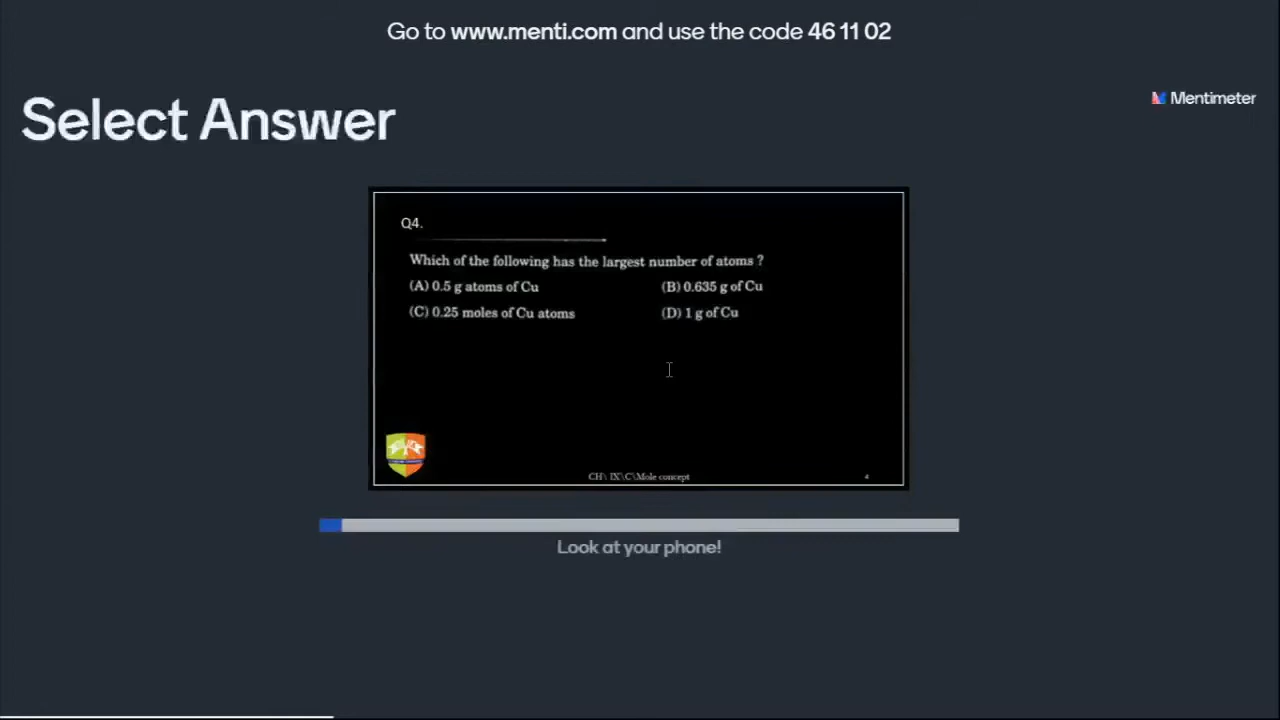 Go to www.menti.com and use the code 46 11 02
Mentimeter
Select Answer
Q4.
Which of the following has the largest number of atoms ?
(A) 0.5 g atoms of Cu (B) 0.635 g of Cu
(C) 0.25 moles of Cu atoms (D) 1 g of Cu
CH\ IX\C\Mole concept 4
Look at your phone!